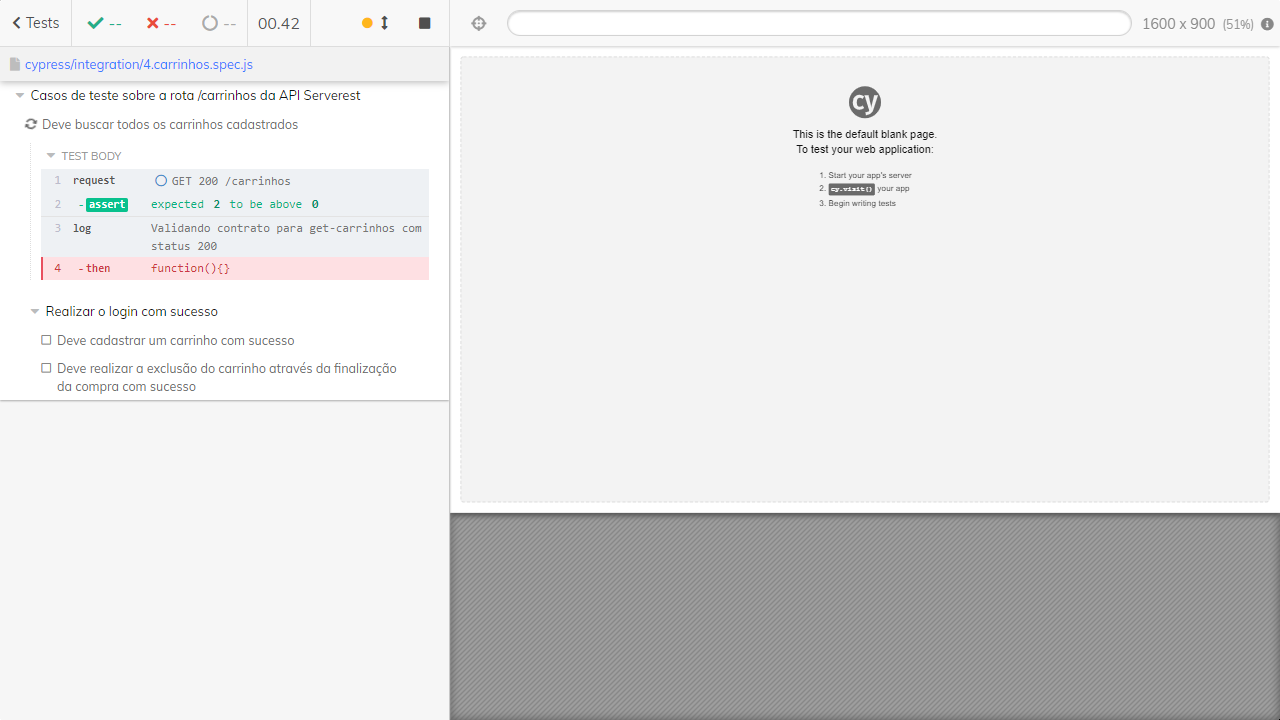 Tests
--
--
--
00.42
1600 x 900 (51%)
cypress/integration/4.carrinhos.spec.js
Casos de teste sobre a rota /carrinhos da API Serverest
Deve buscar todos os carrinhos cadastrados
TEST BODY
1 request GET 200 /carrinhos
2 -assert expected 2 to be above 0
3 log Validando contrato para get-carrinhos com
status 200
4 -then function(){}
Realizar o login com sucesso
Deve cadastrar um carrinho com sucesso
Deve realizar a exclusão do carrinho através da finalização
da compra com sucesso
cy
This is the default blank page.
To test your web application:
1. Start your app's server
2. cy.visit() your app
3. Begin writing tests